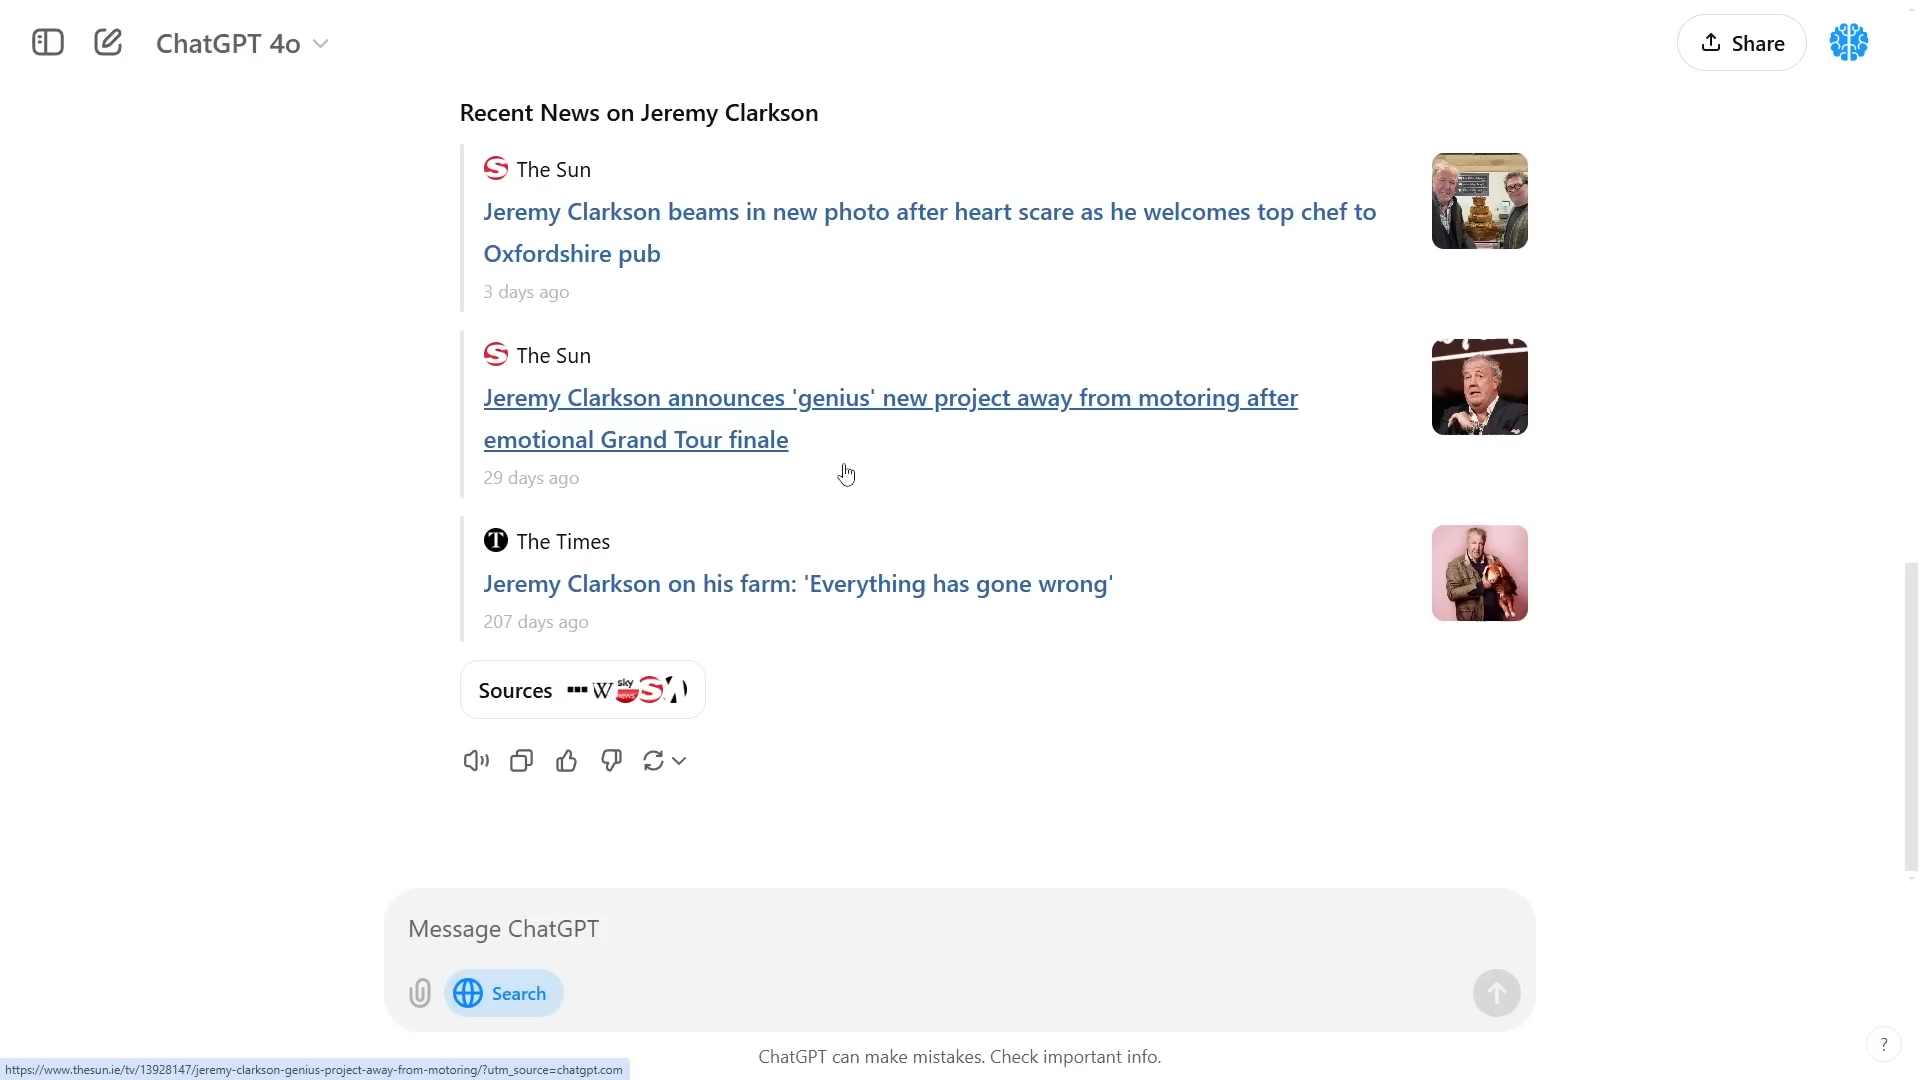 ChatGPT 4o
Share
Recent News on Jeremy Clarkson
The Sun
Jeremy Clarkson beams in new photo after heart scare as he welcomes top chef to
Oxfordshire pub
3 days ago
The Sun
Jeremy Clarkson announces 'genius' new project away from motoring after
emotional Grand Tour finale
29 days ago
T The Times
Jeremy Clarkson on his farm: 'Everything has gone wrong'
207 days ago
Sources W sky news S
Message ChatGPT
Search
ChatGPT can make mistakes. Check important info.
?
https://www.thesun.ie/tv/13928147/jeremy-clarkson-genius-project-away-from-motoring/?utm_source=chatgpt.com